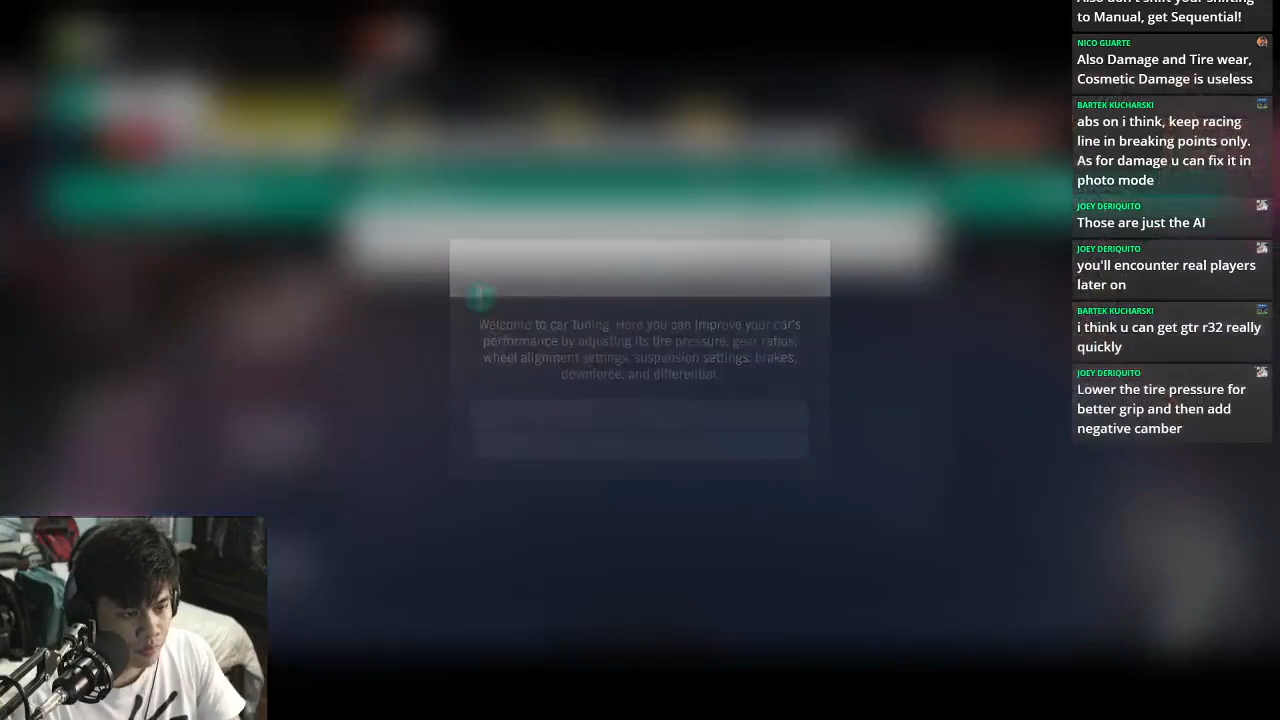 to Manual, get Sequential!
NICO GUARTE
Also Damage and Tire wear,
Cosmetic Damage is useless
BARTEK KUCHARSKI
abs on i think, keep racing
line in breaking points only.
As for damage u can fix it in
photo mode
JOEY DERIQUITO
Those are just the AI
JOEY DERIQUITO
you'll encounter real players
later on
BARTEK KUCHARSKI
i think u can get gtr r32 really
quickly
JOEY DERIQUITO
Lower the tire pressure for
better grip and then add
negative camber
Welcome to car Tuning. Here you can improve your car's
performance by adjusting its tire pressure, gear ratios,
wheel alignment settings, suspension settings, brakes,
downforce, and differential.